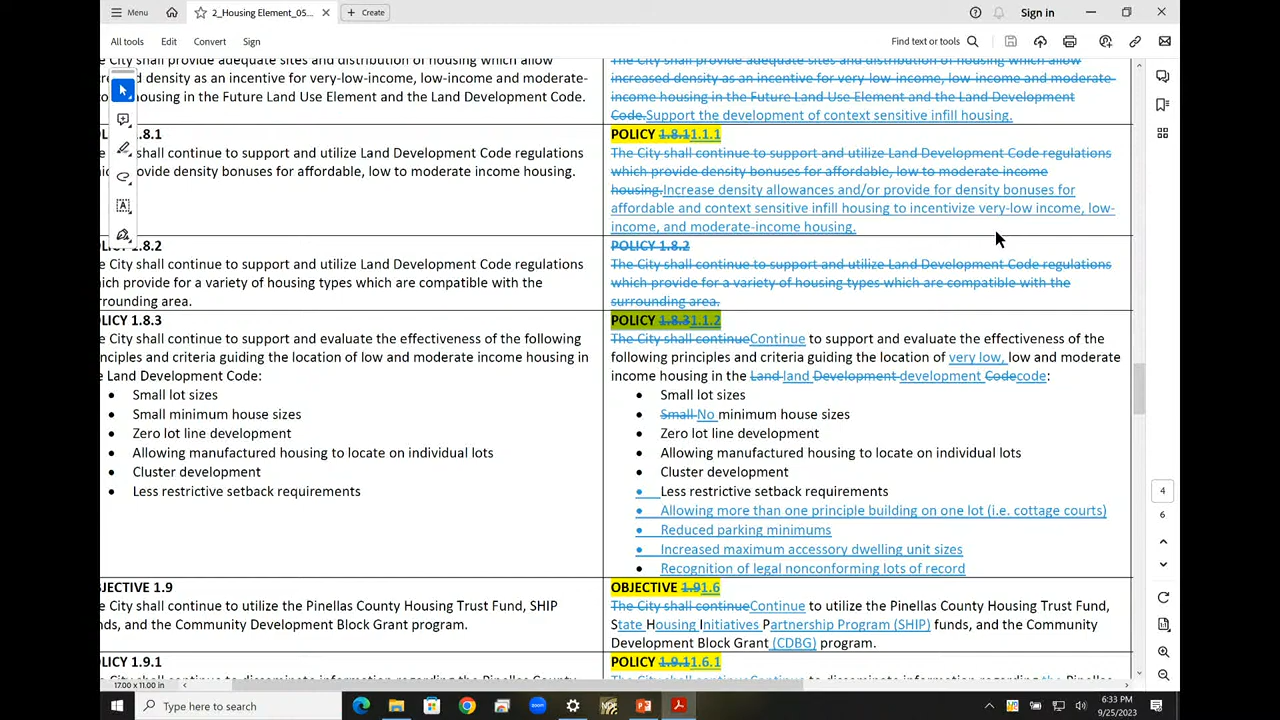 Menu
2_Housing Element_05...
Create
Sign in
All tools
Edit
Convert
Sign
Find text or tools
e City shall provide adequate sites and distribution of housing which allow
ed density as an incentive for very-low-income, low-income and moderate-
housing in the Future Land Use Element and the Land Development Code.
The City shall provide adequate sites and distribution of housing which allow
increased density as an incentive for very-low-income, low-income and moderate-
income housing in the Future Land Use Element and the Land Development
Code.Support the development of context sensitive infill housing.
.8.1
shall continue to support and utilize Land Development Code regulations
provide density bonuses for affordable, low to moderate income housing.
POLICY 1.8.11.1.1
The City shall continue to support and utilize Land Development Code regulations
which provide density bonuses for affordable, low to moderate income
housing.Increase density allowances and/or provide for density bonuses for
affordable and context sensitive infill housing to incentivize very-low income, low-
income, and moderate-income housing.
LICY 1.8.2
e City shall continue to support and utilize Land Development Code regulations
ich provide for a variety of housing types which are compatible with the
rrounding area.
POLICY 1.8.2
The City shall continue to support and utilize Land Development Code regulations
which provide for a variety of housing types which are compatible with the
surrounding area.
LICY 1.8.3
e City shall continue to support and evaluate the effectiveness of the following
nciples and criteria guiding the location of low and moderate income housing in
e Land Development Code:
• Small lot sizes
• Small minimum house sizes
• Zero lot line development
• Allowing manufactured housing to locate on individual lots
• Cluster development
• Less restrictive setback requirements
POLICY 1.8.31.1.2
The City shall continueContinue to support and evaluate the effectiveness of the
following principles and criteria guiding the location of very low, low and moderate
income housing in the Land land Development development Codecode:
• Small lot sizes
• Small No minimum house sizes
• Zero lot line development
• Allowing manufactured housing to locate on individual lots
• Cluster development
• Less restrictive setback requirements
• Allowing more than one principle building on one lot (i.e. cottage courts)
• Reduced parking minimums
• Increased maximum accessory dwelling unit sizes
• Recognition of legal nonconforming lots of record
JECTIVE 1.9
e City shall continue to utilize the Pinellas County Housing Trust Fund, SHIP
nds, and the Community Development Block Grant program.
OBJECTIVE 1.91.6
The City shall continueContinue to utilize the Pinellas County Housing Trust Fund,
State Housing Initiatives Partnership Program (SHIP) funds, and the Community
Development Block Grant (CDBG) program.
LICY 1.9.1
POLICY 1.9.11.6.1
4
6
17.00 x 11.00 in
Type here to search
6:33 PM
9/25/2023